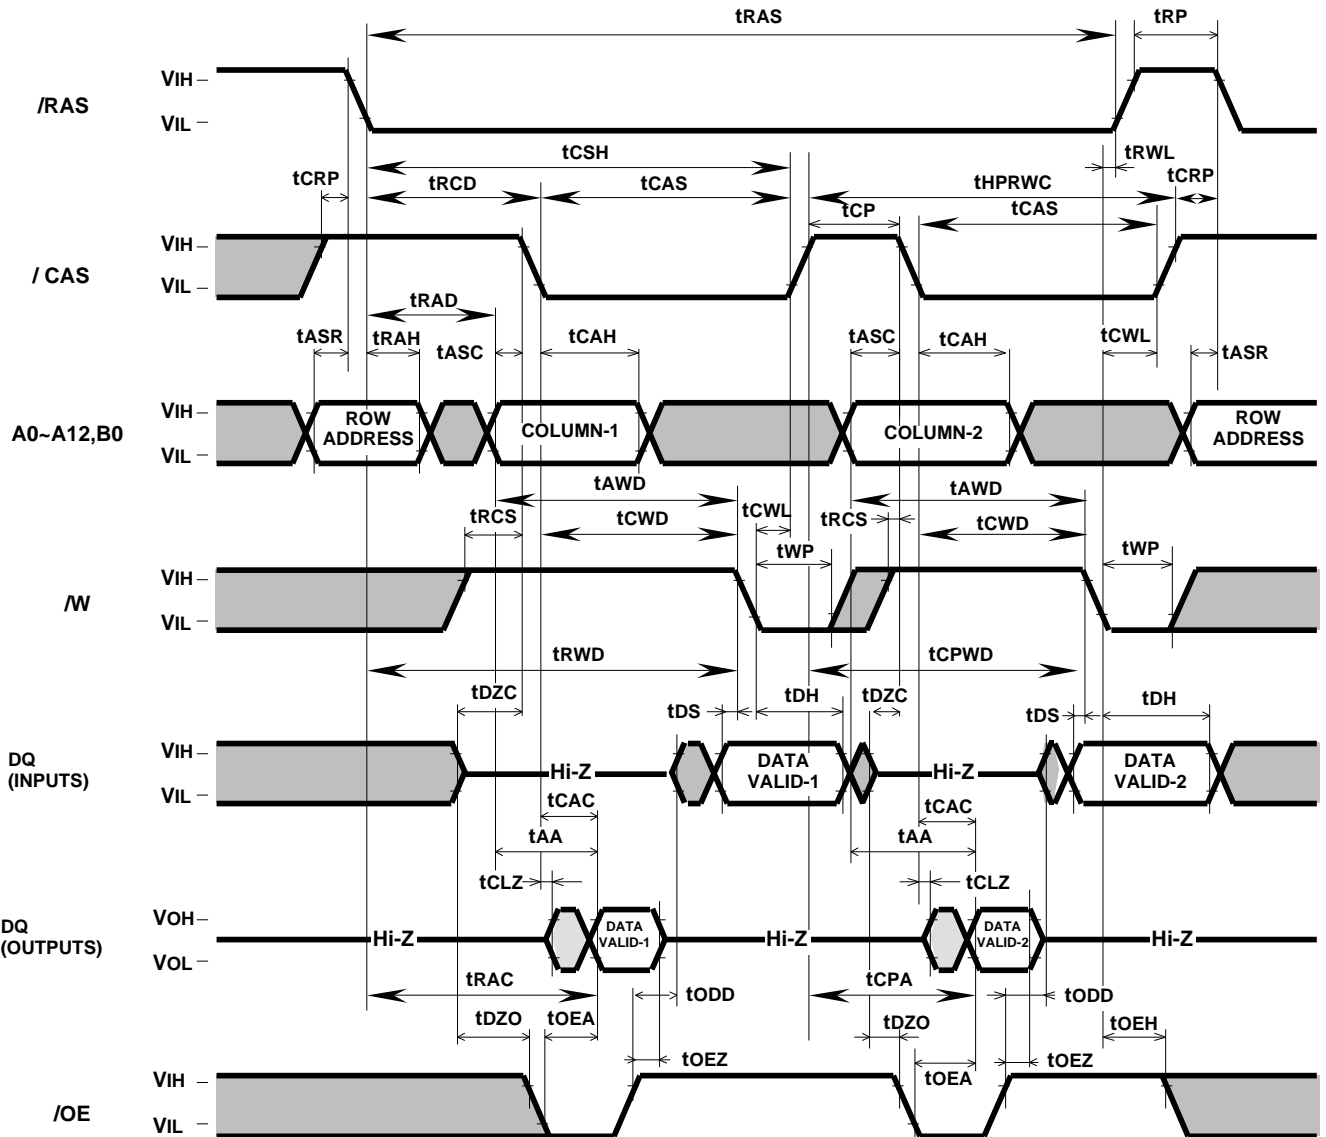 tRAS tRP
VIH
/RAS
VIL
tCSH tRWL
tCRP tRCD tCAS tHPRWC tCRP
tCP tCAS
VIH
/ CAS
VIL
tRAD
tASR tRAH tASC tCAH tASC tCAH tCWL tASR
VIH
A0~A12,B0
VIL
ROW ADDRESS
COLUMN-1
COLUMN-2
ROW ADDRESS
tAWD tAWD
tRCS tCWD tCWL tRCS tCWD
tWP tWP
VIH
/W
VIL
tRWD tCPWD
tDZC tDS tDH tDZC tDS tDH
DQ
(INPUTS)
VIH
VIL
Hi-Z
DATA
VALID-1
Hi-Z
DATA
VALID-2
tCAC tCAC
tAA tAA
tCLZ tCLZ
DQ
(OUTPUTS)
VOH
VOL
Hi-Z
DATA
VALID-1
Hi-Z
DATA
VALID-2
Hi-Z
tRAC tODD tCPA tODD
tDZO tOEA tOEZ tDZO tOEA tOEZ tOEH
VIH
/OE
VIL